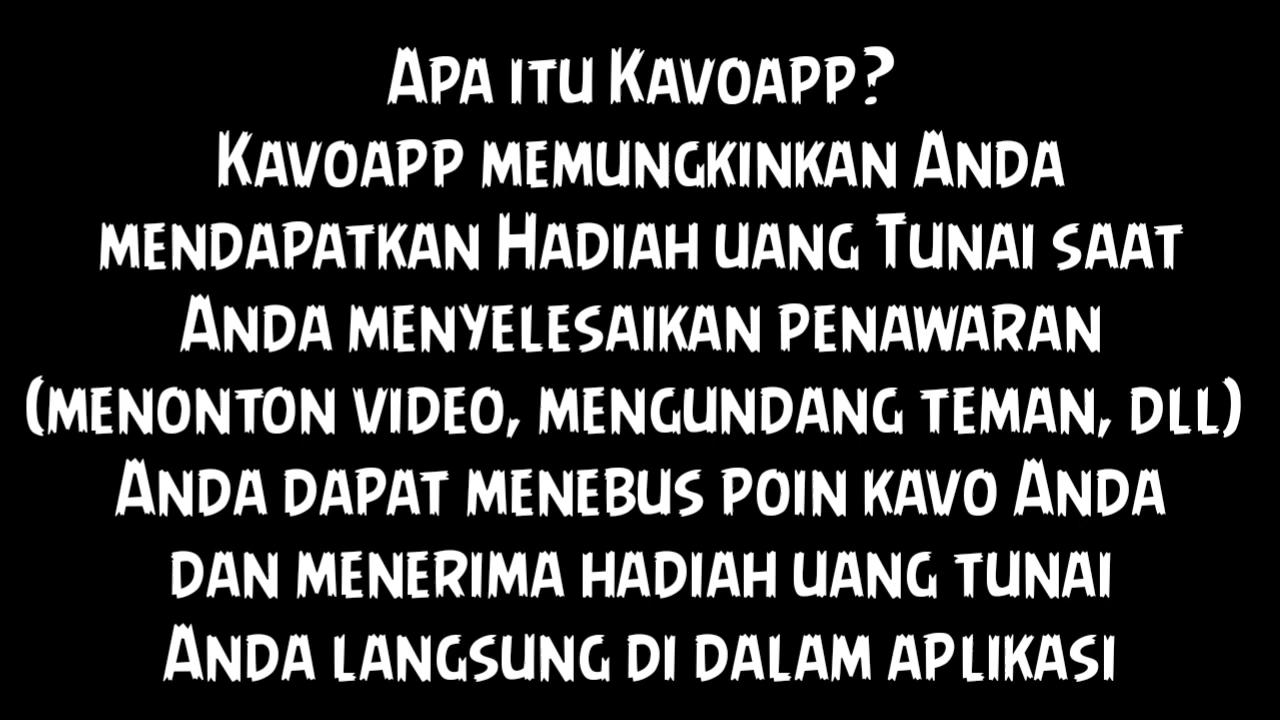 Apa itu Kavoapp?
Kavoapp memungkinkan Anda
mendapatkan Hadiah uang Tunai saat
Anda menyelesaikan penawaran
(menonton video, mengundang teman, dll)
Anda dapat menebus poin kavo Anda
dan menerima hadiah uang tunai
Anda langsung di dalam aplikasi